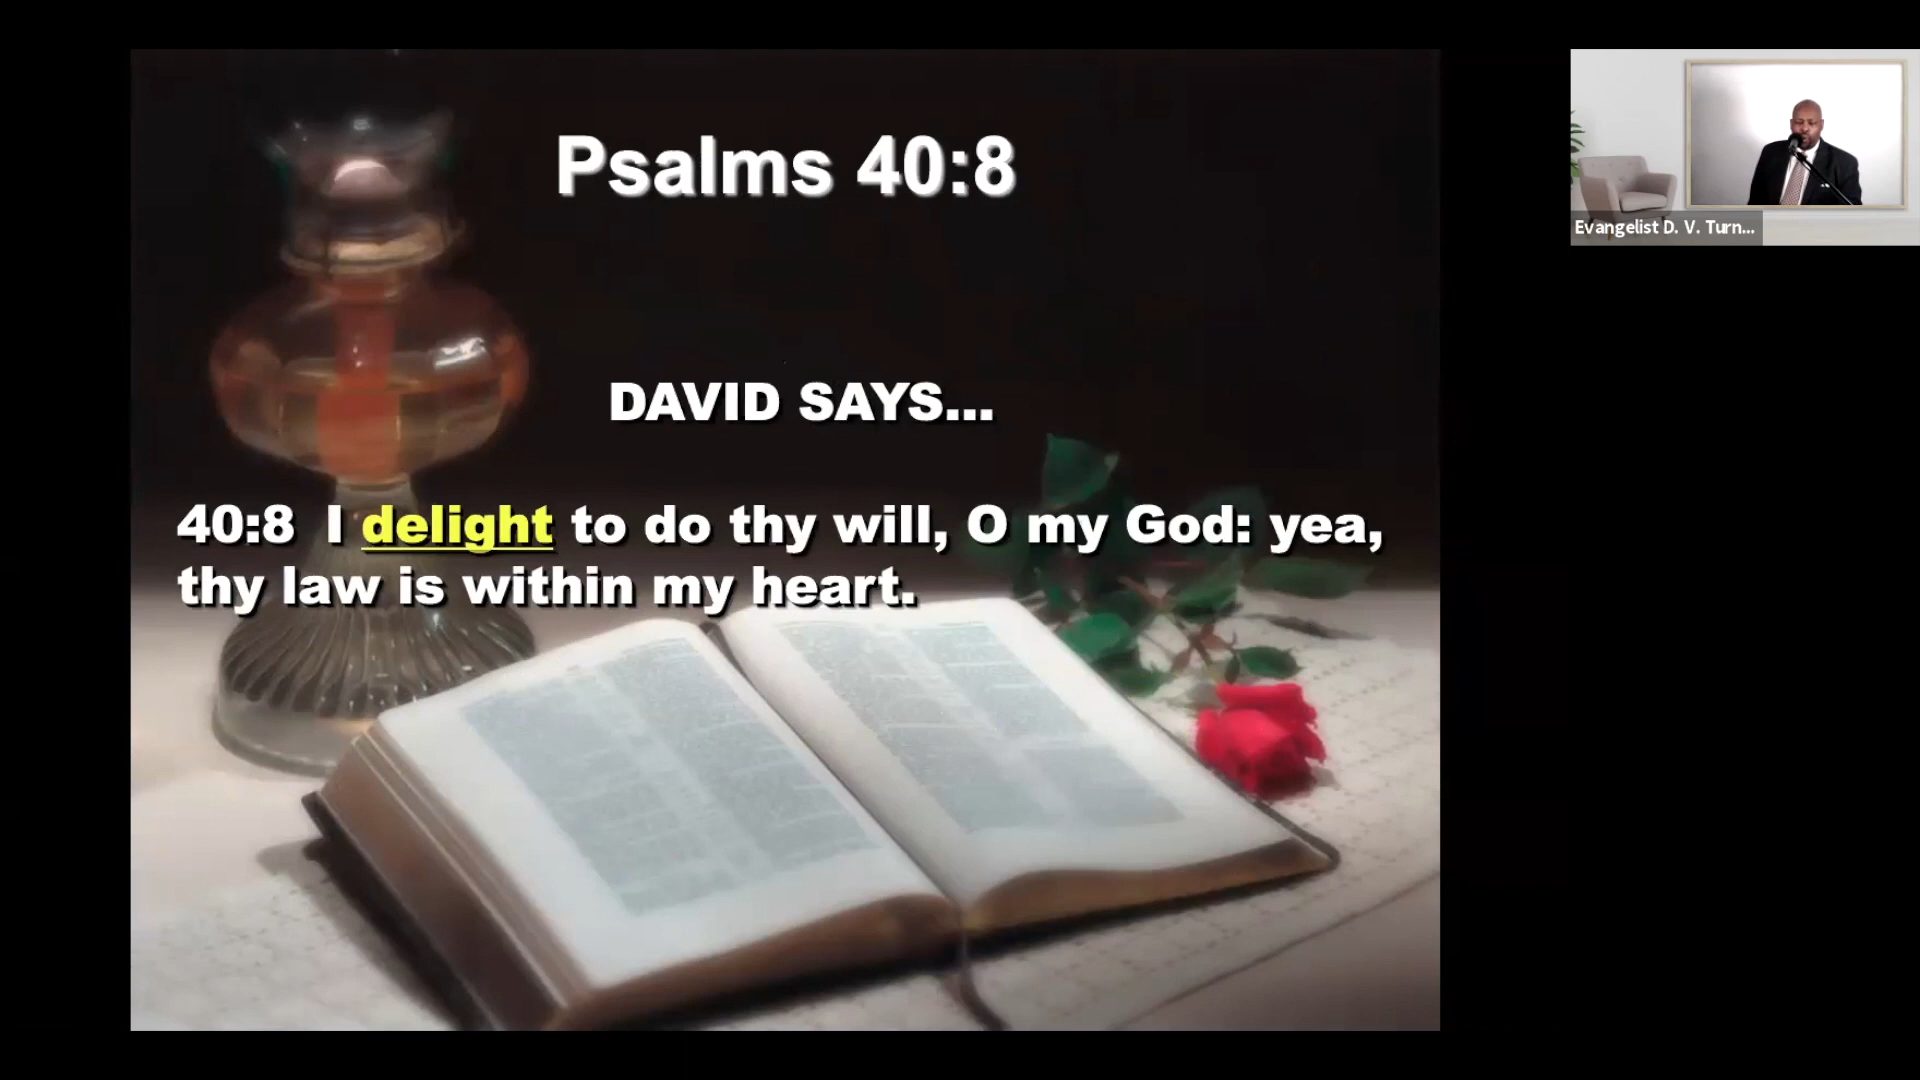 Psalms 40:8
DAVID SAYS...
40:8 I delight to do thy will, O my God: yea,
thy law is within my heart.
Evangelist D. V. Turn...